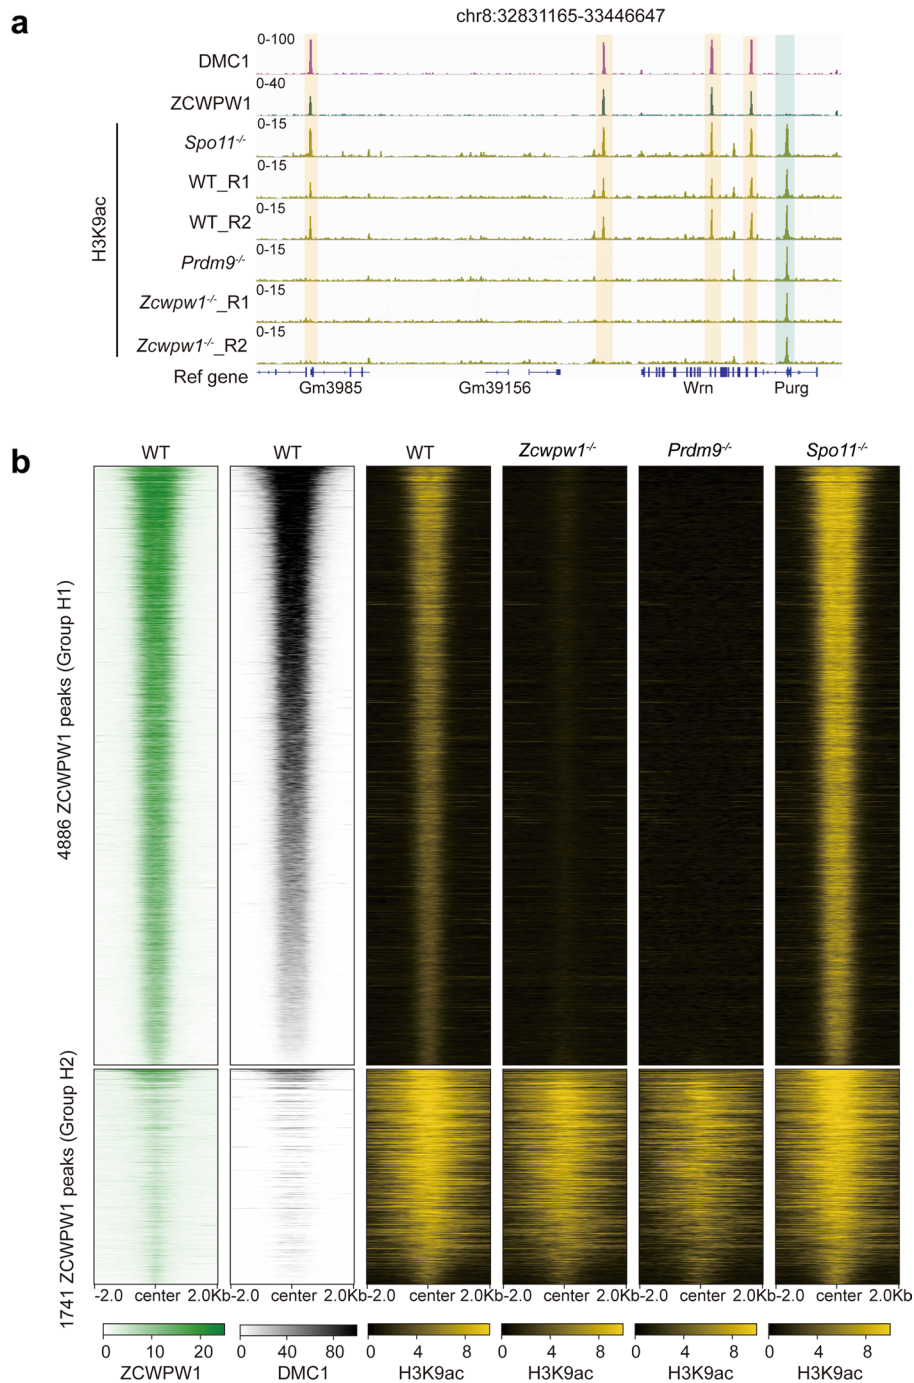 a
chr8:32831165-33446647
0-100
DMC1
0-40
ZCWPW1
0-15
Spo11-/-
0-15
WT_R1
0-15
WT_R2
0-15
Prdm9-/-
0-15
Zcwpw1-/-_R1
0-15
Zcwpw1-/-_R2
H3K9ac
Ref gene
Gm3985 Gm39156 Wrn Purg
b
WT WT WT Zcwpw1-/- Prdm9-/- Spo11-/-
4886 ZCWPW1 peaks (Group H1)
1741 ZCWPW1 peaks (Group H2)
-2.0 center 2.0Kb -2.0 center 2.0Kb -2.0 center 2.0Kb -2.0 center 2.0Kb -2.0 center 2.0Kb -2.0 center 2.0Kb
0 10 20 0 40 80 0 4 8 0 4 8 0 4 8 0 4 8
ZCWPW1 DMC1 H3K9ac H3K9ac H3K9ac H3K9ac